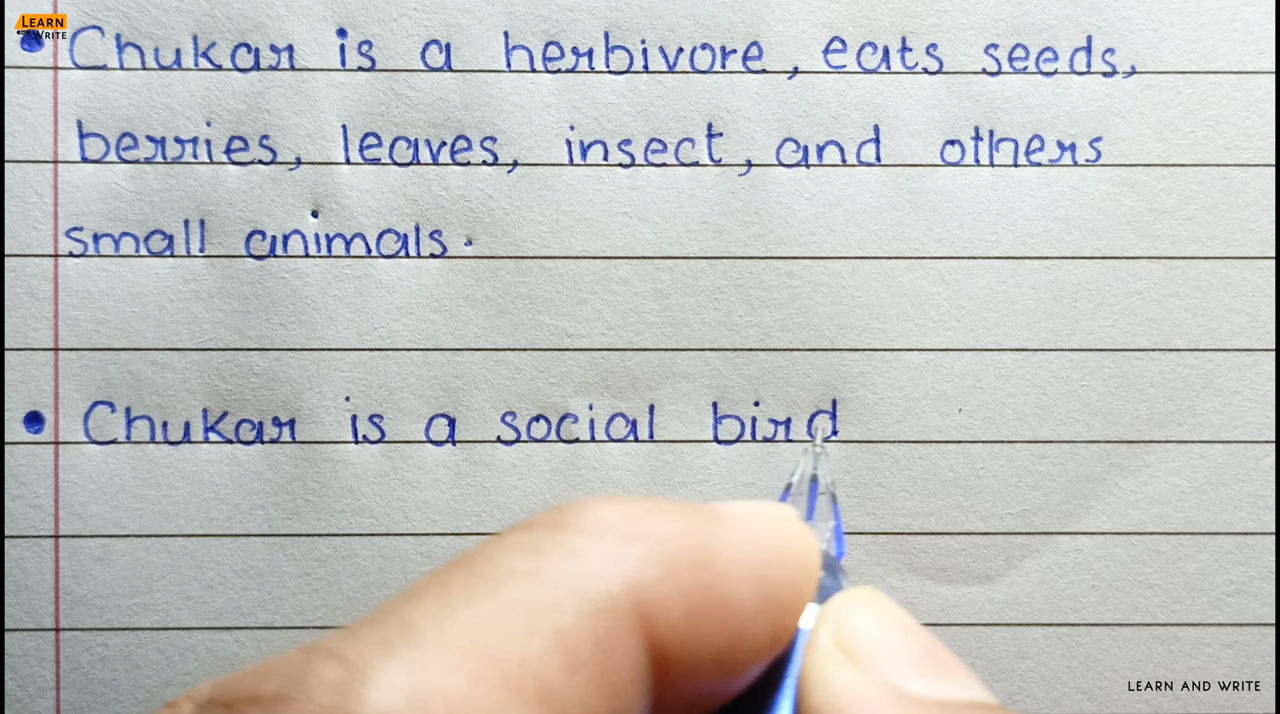 LEARN
AND WRITE
• Chukar is a herbivore, eats seeds,
berries, leaves, insect, and others
small animals.
• Chukar is a social bird
LEARN AND WRITE